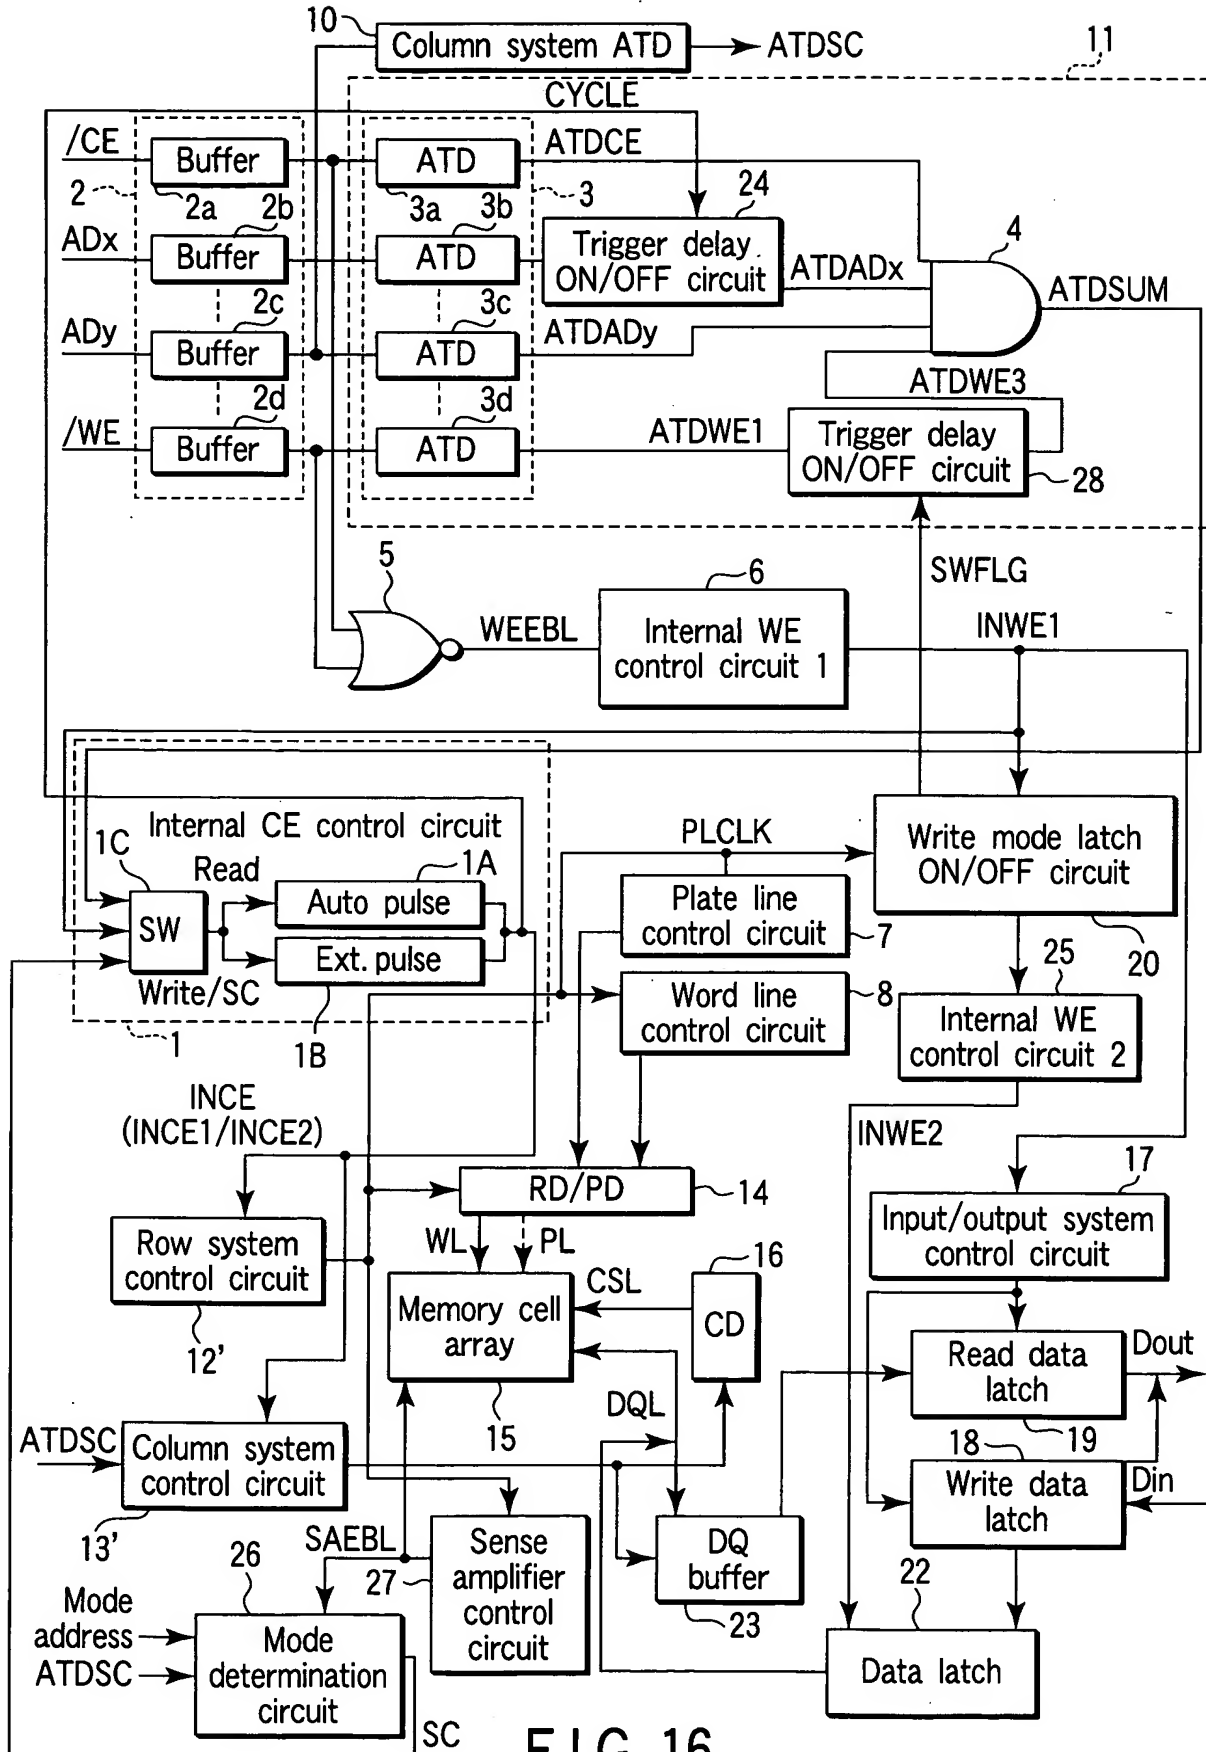 10
Column system ATD
ATDSC
11
CYCLE
/CE
Buffer
ATD
ATDCE
2
2a
3a
3
24
ADx
2b
Buffer
3b
ATD
Trigger delay
ON/OFF circuit
ATDADx
4
ATDSUM
ADy
2c
Buffer
3c
ATD
ATDADy
ATDWE3
/WE
2d
Buffer
3d
ATD
ATDWE1
Trigger delay
ON/OFF circuit
28
5
WEEBL
6
Internal WE
control circuit 1
SWFLG
INWE1
Internal CE control circuit
1C
SW
Read
Write/SC
1A
Auto pulse
Ext. pulse
1B
1
PLCLK
Plate line
control circuit
7
Word line
control circuit
8
Write mode latch
ON/OFF circuit
20
25
Internal WE
control circuit 2
INWE2
INCE
(INCE1/INCE2)
RD/PD
14
WL
PL
17
Input/output system
control circuit
Row system
control circuit
12'
Memory cell
array
15
CSL
16
CD
DQL
Read data
latch
19
Dout
ATDSC
Column system
control circuit
13'
18
Write data
latch
Din
SAEBL
27
Sense
amplifier
control
circuit
DQ
buffer
23
22
Data latch
26
Mode
address
ATDSC
Mode
determination
circuit
SC
FIG. 16